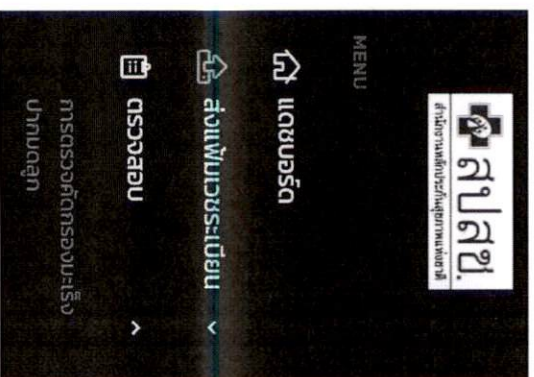 สปสช.
สำนักงานหลักประกันสุขภาพแห่งชาติ
MENU
แดชบอร์ด
ส่งแฟ้มเวชระเบียน
ตรวจสอบ
การตรวจคัดกรองมะเร็ง
ปากมดลูก